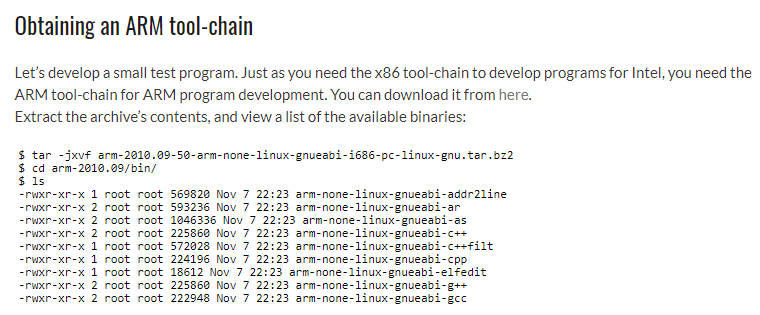 Obtaining an ARM tool-chain
Let’s develop a small test program. Just as you need the x86 tool-chain to develop programs for Intel, you need the
ARM tool-chain for ARM program development. You can download it from here.
Extract the archive’s contents, and view a list of the available binaries:
$ tar -jxvf arm-2010.09-50-arm-none-linux-gnueabi-i686-pc-linux-gnu.tar.bz2
$ cd arm-2010.09/bin/
$ ls
-rwxr-xr-x 1 root root 569820 Nov 7 22:23 arm-none-linux-gnueabi-addr2line
-rwxr-xr-x 2 root root 593236 Nov 7 22:23 arm-none-linux-gnueabi-ar
-rwxr-xr-x 2 root root 1046336 Nov 7 22:23 arm-none-linux-gnueabi-as
-rwxr-xr-x 2 root root 225860 Nov 7 22:23 arm-none-linux-gnueabi-c++
-rwxr-xr-x 1 root root 572028 Nov 7 22:23 arm-none-linux-gnueabi-c++filt
-rwxr-xr-x 1 root root 224196 Nov 7 22:23 arm-none-linux-gnueabi-cpp
-rwxr-xr-x 1 root root 18612 Nov 7 22:23 arm-none-linux-gnueabi-elfedit
-rwxr-xr-x 2 root root 225860 Nov 7 22:23 arm-none-linux-gnueabi-g++
-rwxr-xr-x 2 root root 222948 Nov 7 22:23 arm-none-linux-gnueabi-gcc